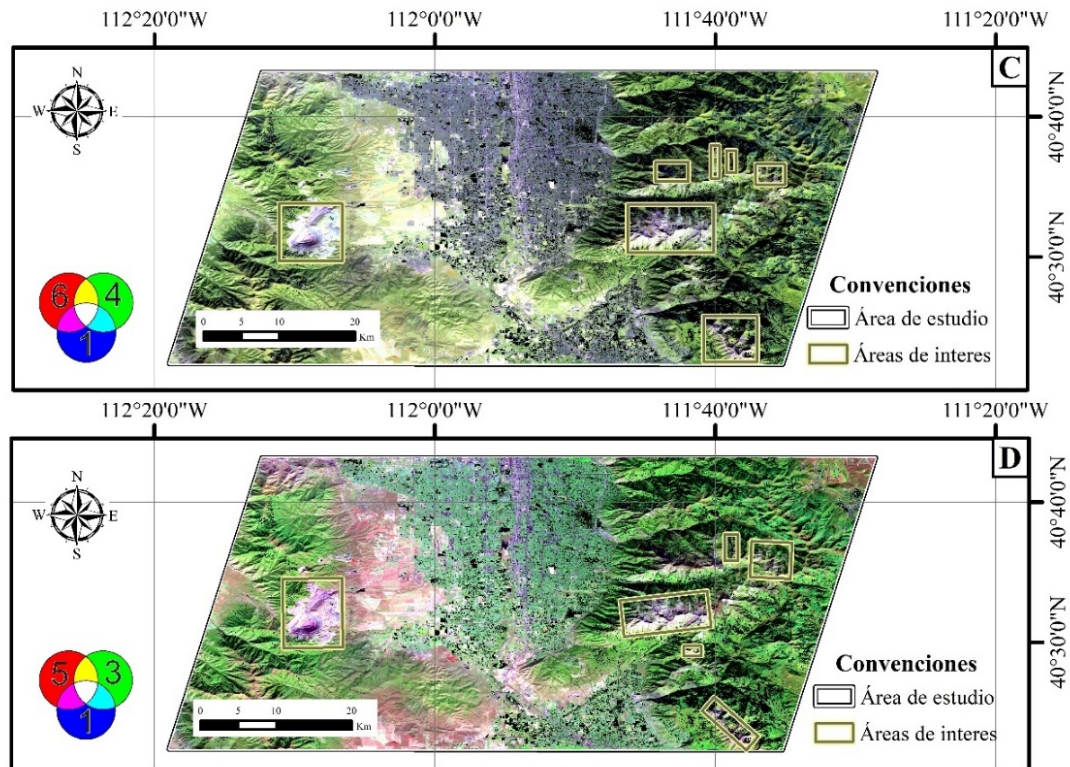 112°20'0"W 112°0'0"W 111°40'0"W 111°20'0"W
C
N
W E
S
40°40'0"N
40°30'0"N
6 4
1
0 5 10 20
Km
Convenciones
Área de estudio
Áreas de interes
112°20'0"W 112°0'0"W 111°40'0"W 111°20'0"W
D
N
W E
S
40°40'0"N
40°30'0"N
5 3
1
0 5 10 20
Km
Convenciones
Área de estudio
Áreas de interes